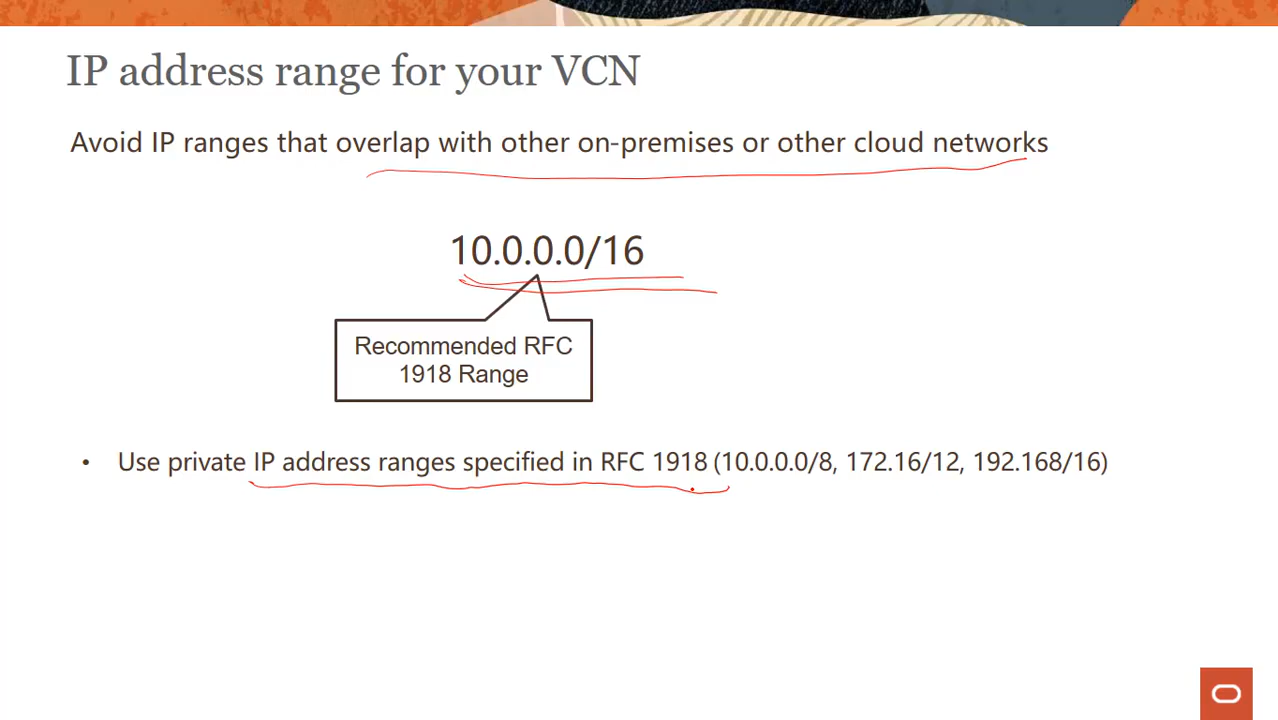 IP address range for your VCN
Avoid IP ranges that overlap with other on-premises or other cloud networks
10.0.0.0/16
Recommended RFC
1918 Range
• Use private IP address ranges specified in RFC 1918 (10.0.0.0/8, 172.16/12, 192.168/16)